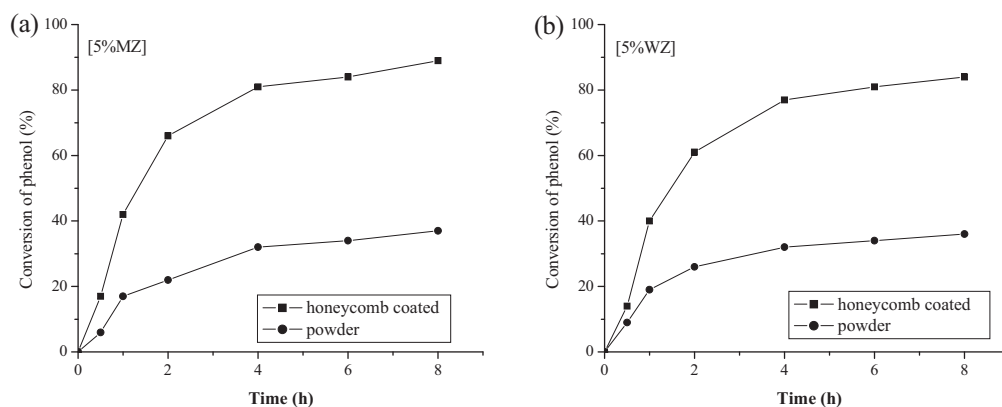 (a)
[5%MZ]
Conversion of phenol (%)
100
80
60
40
20
0
0 2 4 6 8
Time (h)
honeycomb coated
powder
(b)
[5%WZ]
Conversion of phenol (%)
100
80
60
40
20
0
0 2 4 6 8
Time (h)
honeycomb coated
powder